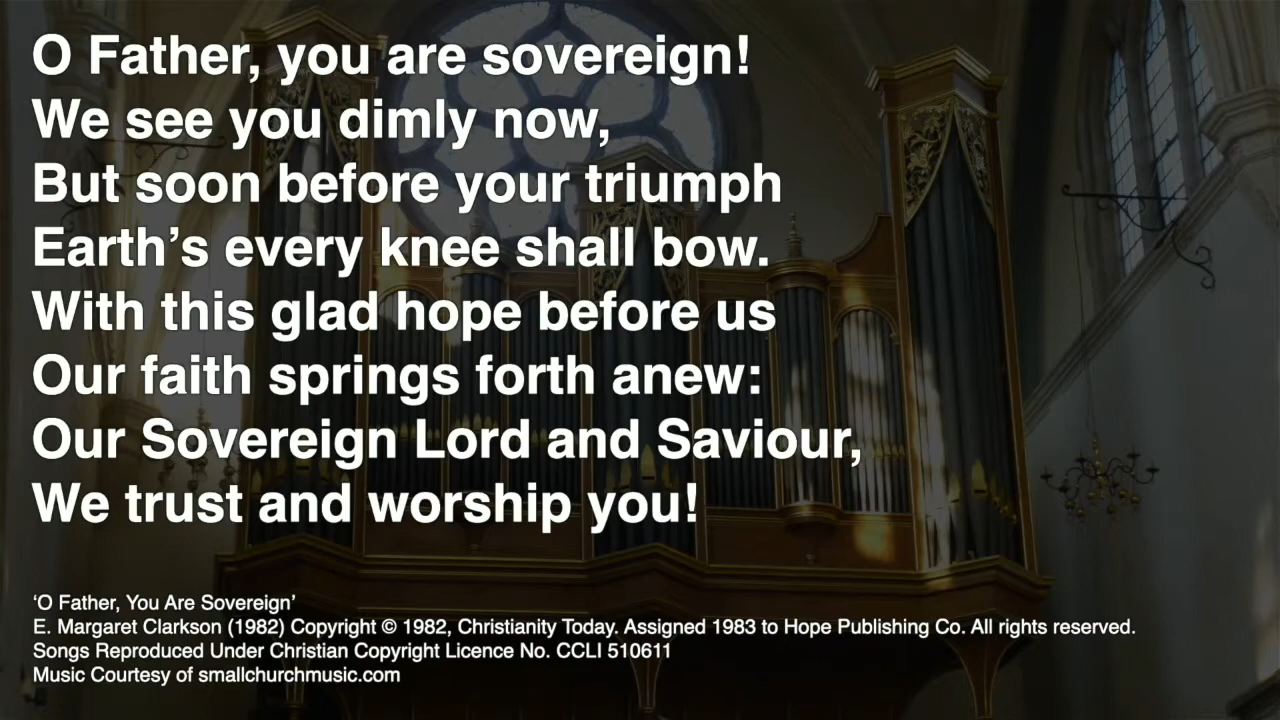 O Father, you are sovereign!
We see you dimly now,
But soon before your triumph
Earth’s every knee shall bow.
With this glad hope before us
Our faith springs forth anew:
Our Sovereign Lord and Saviour,
We trust and worship you!
‘O Father, You Are Sovereign’
E. Margaret Clarkson (1982) Copyright © 1982, Christianity Today. Assigned 1983 to Hope Publishing Co. All rights reserved.
Songs Reproduced Under Christian Copyright Licence No. CCLI 510611
Music Courtesy of smallchurchmusic.com